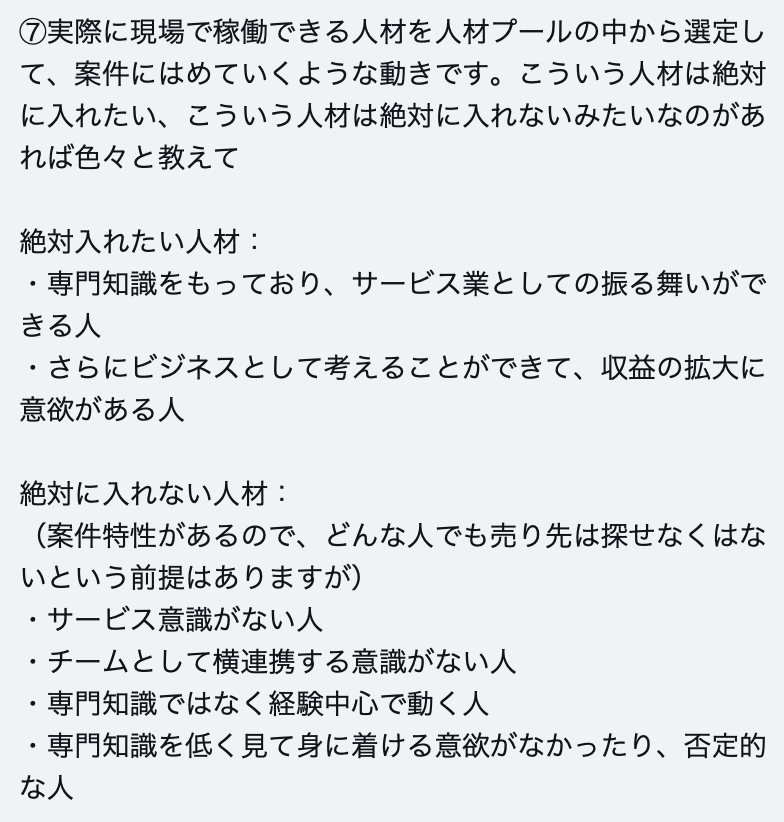 ⑦実際に現場で稼働できる人材を人材プールの中から選定し
て、案件にはめていくような動きです。こういう人材は絶対
に入れたい、こういう人材は絶対に入れないみたいなのがあ
れば色々と教えて
絶対入れたい人材：
・専門知識をもっており、サービス業としての振る舞いがで
きる人
・さらにビジネスとして考えることができて、収益の拡大に
意欲がある人
絶対に入れない人材：
（案件特性があるので、どんな人でも売り先は探せなくはな
いという前提はありますが）
・サービス意識がない人
・チームとして横連携する意識がない人
・専門知識ではなく経験中心で動く人
・専門知識を低く見て身に着ける意欲がなかったり、否定的
な人